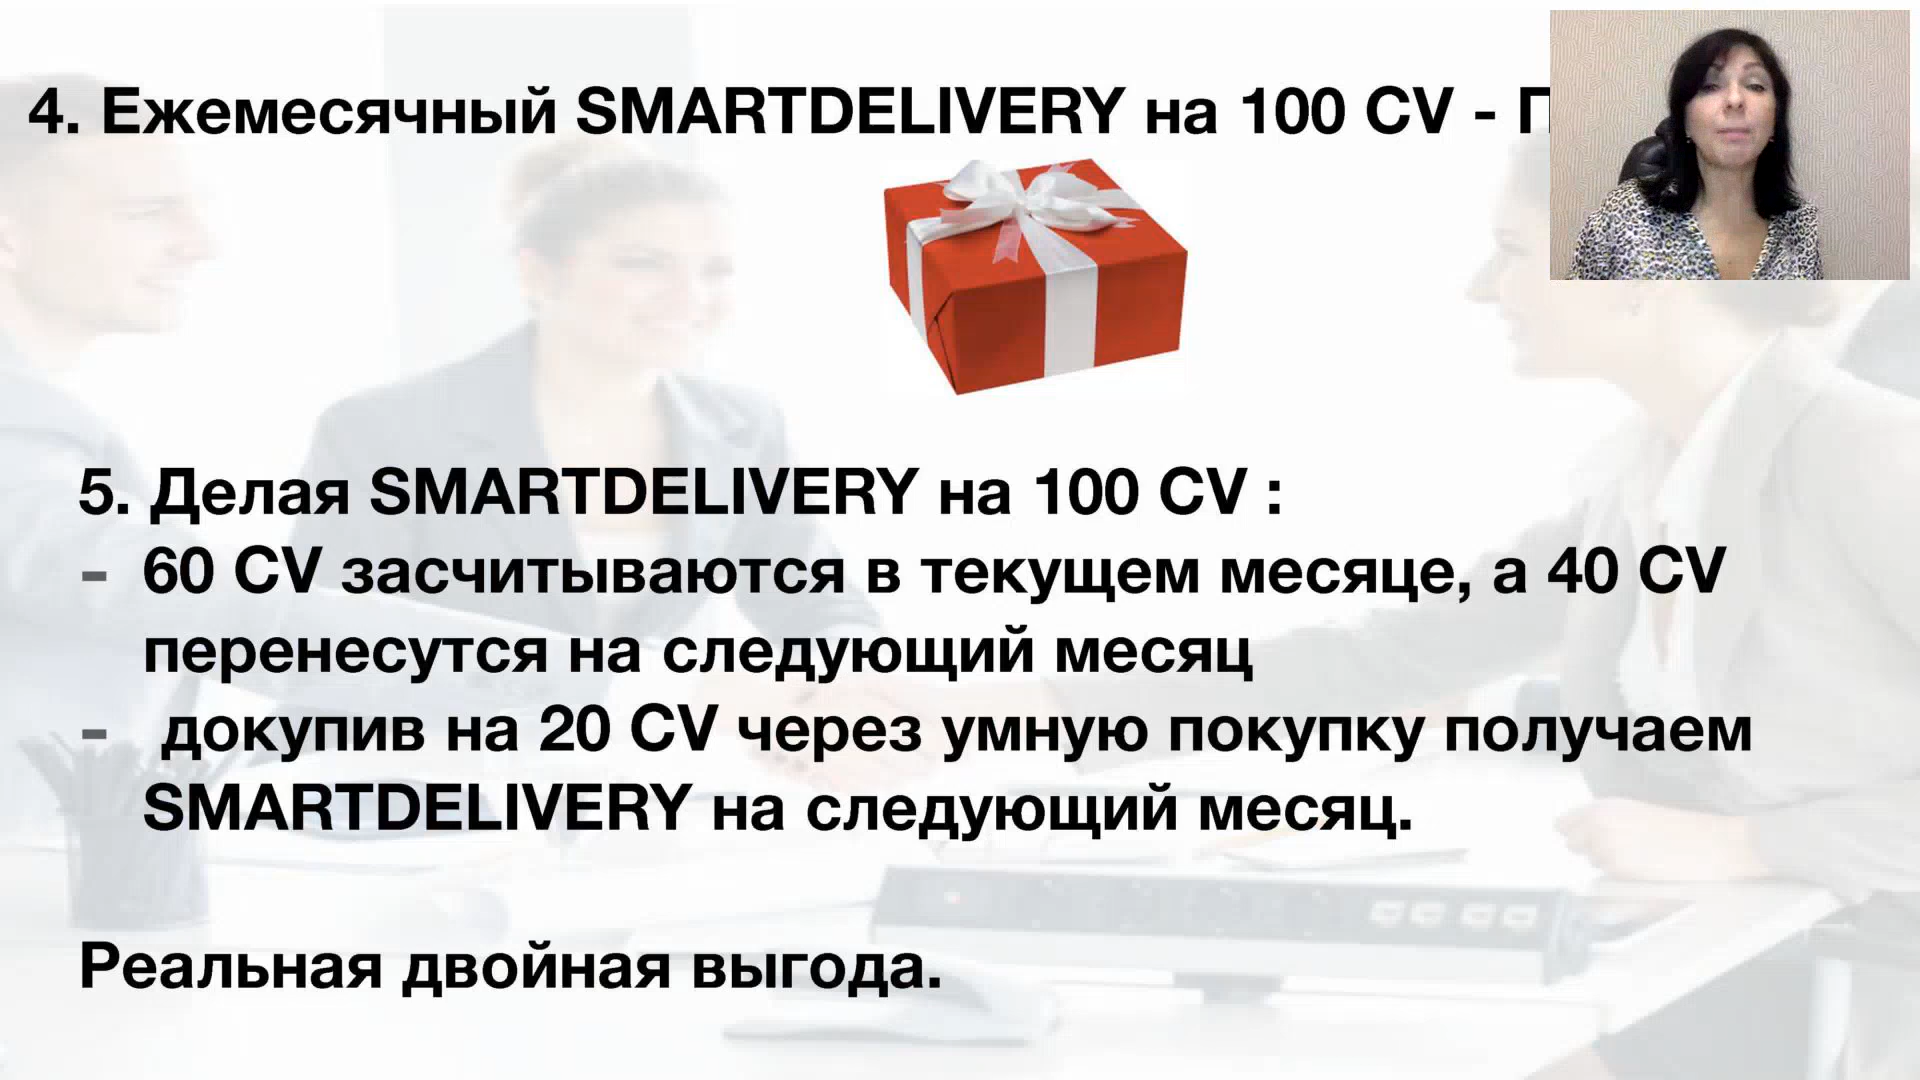 4. Ежемесячный SMARTDELIVERY на 100 CV -
5. Делая SMARTDELIVERY на 100 CV :
- 60 CV засчитываются в текущем месяце, а 40 CV
перенесутся на следующий месяц
- докупив на 20 CV через умную покупку получаем
SMARTDELIVERY на следующий месяц.
Реальная двойная выгода.